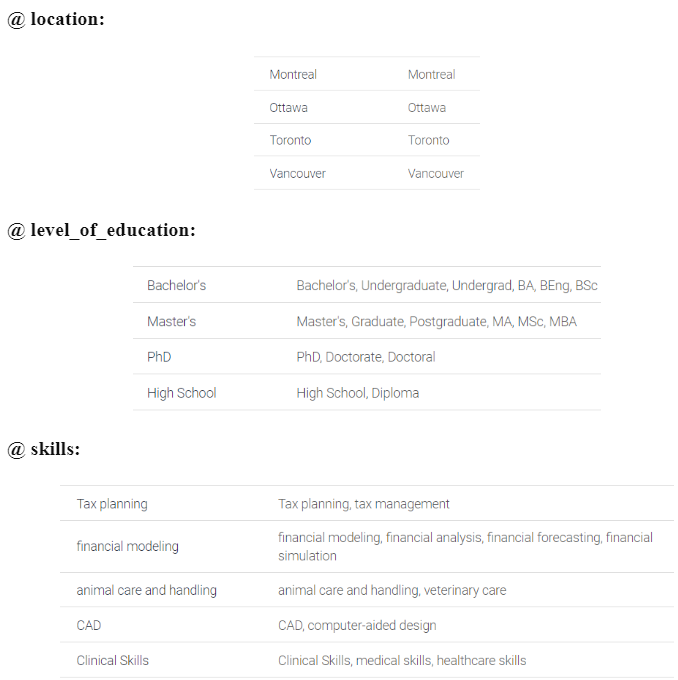 @ location:
Montreal Montreal
Ottawa Ottawa
Toronto Toronto
Vancouver Vancouver
@ level_of_education:
Bachelor's Bachelor's, Undergraduate, Undergrad, BA, BEng, BSc
Master's Master's, Graduate, Postgraduate, MA, MSc, MBA
PhD PhD, Doctorate, Doctoral
High School High School, Diploma
@ skills:
Tax planning Tax planning, tax management
financial modeling financial modeling, financial analysis, financial forecasting, financial
simulation
animal care and handling animal care and handling, veterinary care
CAD CAD, computer-aided design
Clinical Skills Clinical Skills, medical skills, healthcare skills